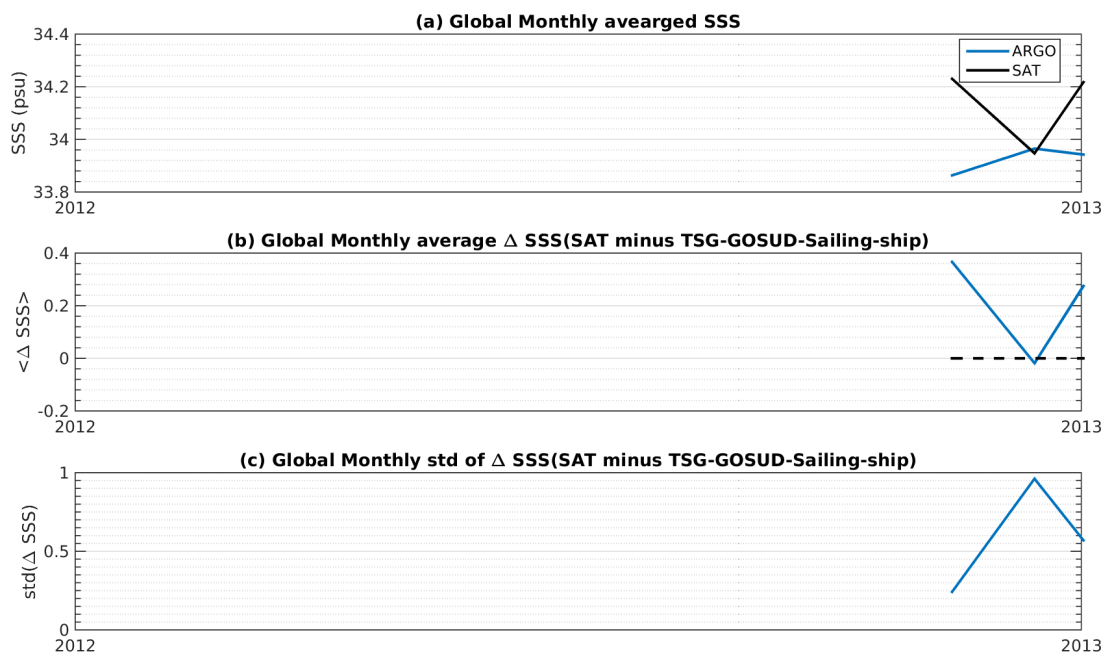 (a) Global Monthly avearged SSS
34.4
34.2
34
33.8
SSS (psu)
ARGO
SAT
2012
2013
(b) Global Monthly average Δ SSS(SAT minus TSG-GOSUD-Sailing-ship)
0.4
0.2
0
-0.2
<Δ SSS>
2012
2013
(c) Global Monthly std of Δ SSS(SAT minus TSG-GOSUD-Sailing-ship)
1
0.5
0
std(Δ SSS)
2012
2013